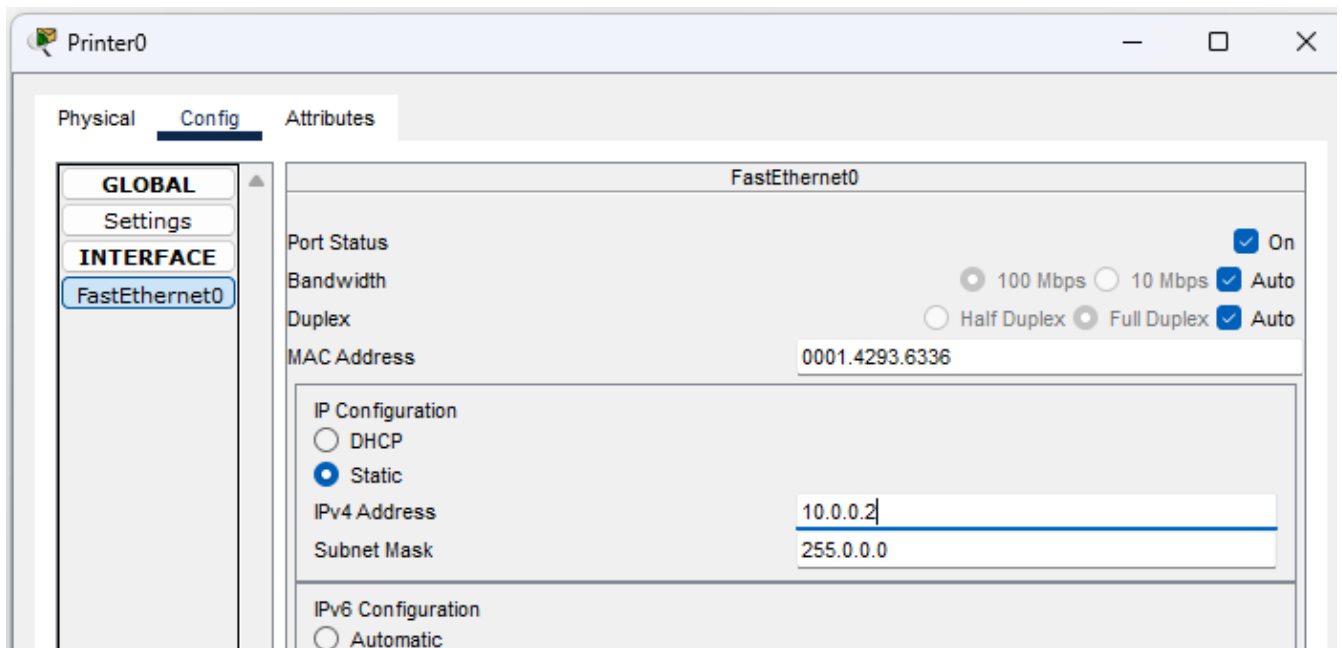 Printer0
Physical Config Attributes
GLOBAL
Settings
INTERFACE
FastEthernet0
FastEthernet0
Port Status On
Bandwidth 100 Mbps 10 Mbps Auto
Duplex Half Duplex Full Duplex Auto
MAC Address 0001.4293.6336
IP Configuration
DHCP
Static
IPv4 Address 10.0.0.2
Subnet Mask 255.0.0.0
IPv6 Configuration
Automatic